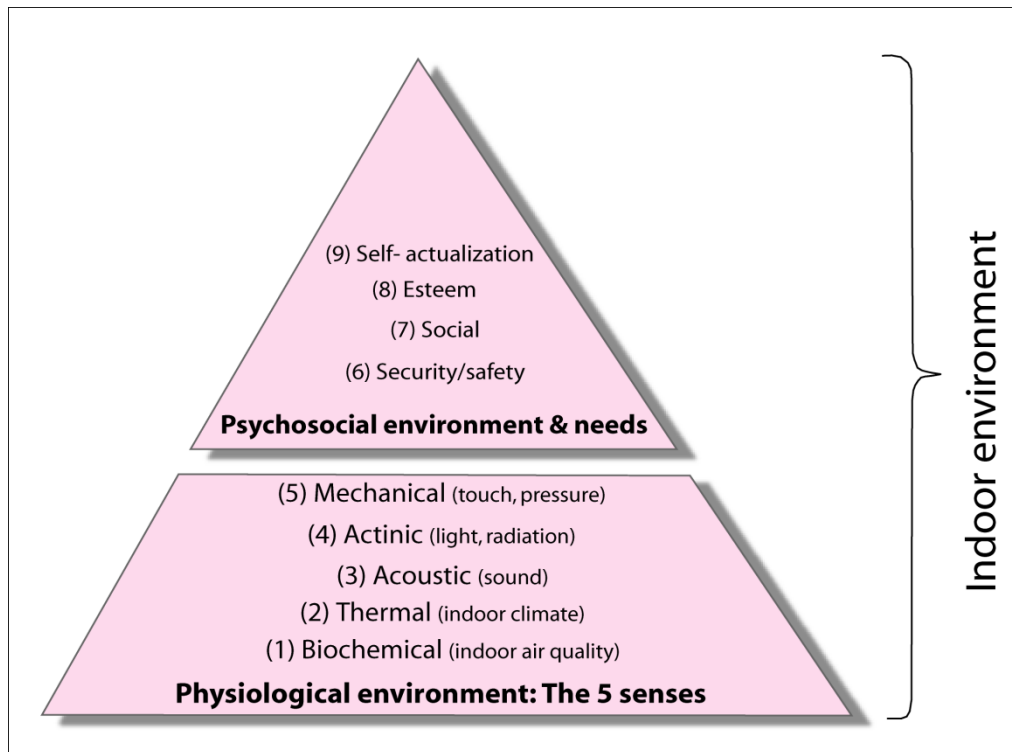 (9) Self- actualization
(8) Esteem
(7) Social
(6) Security/safety
Psychosocial environment & needs
(5) Mechanical (touch, pressure)
(4) Actinic (light, radiation)
(3) Acoustic (sound)
(2) Thermal (indoor climate)
(1) Biochemical (indoor air quality)
Physiological environment: The 5 senses
Indoor environment